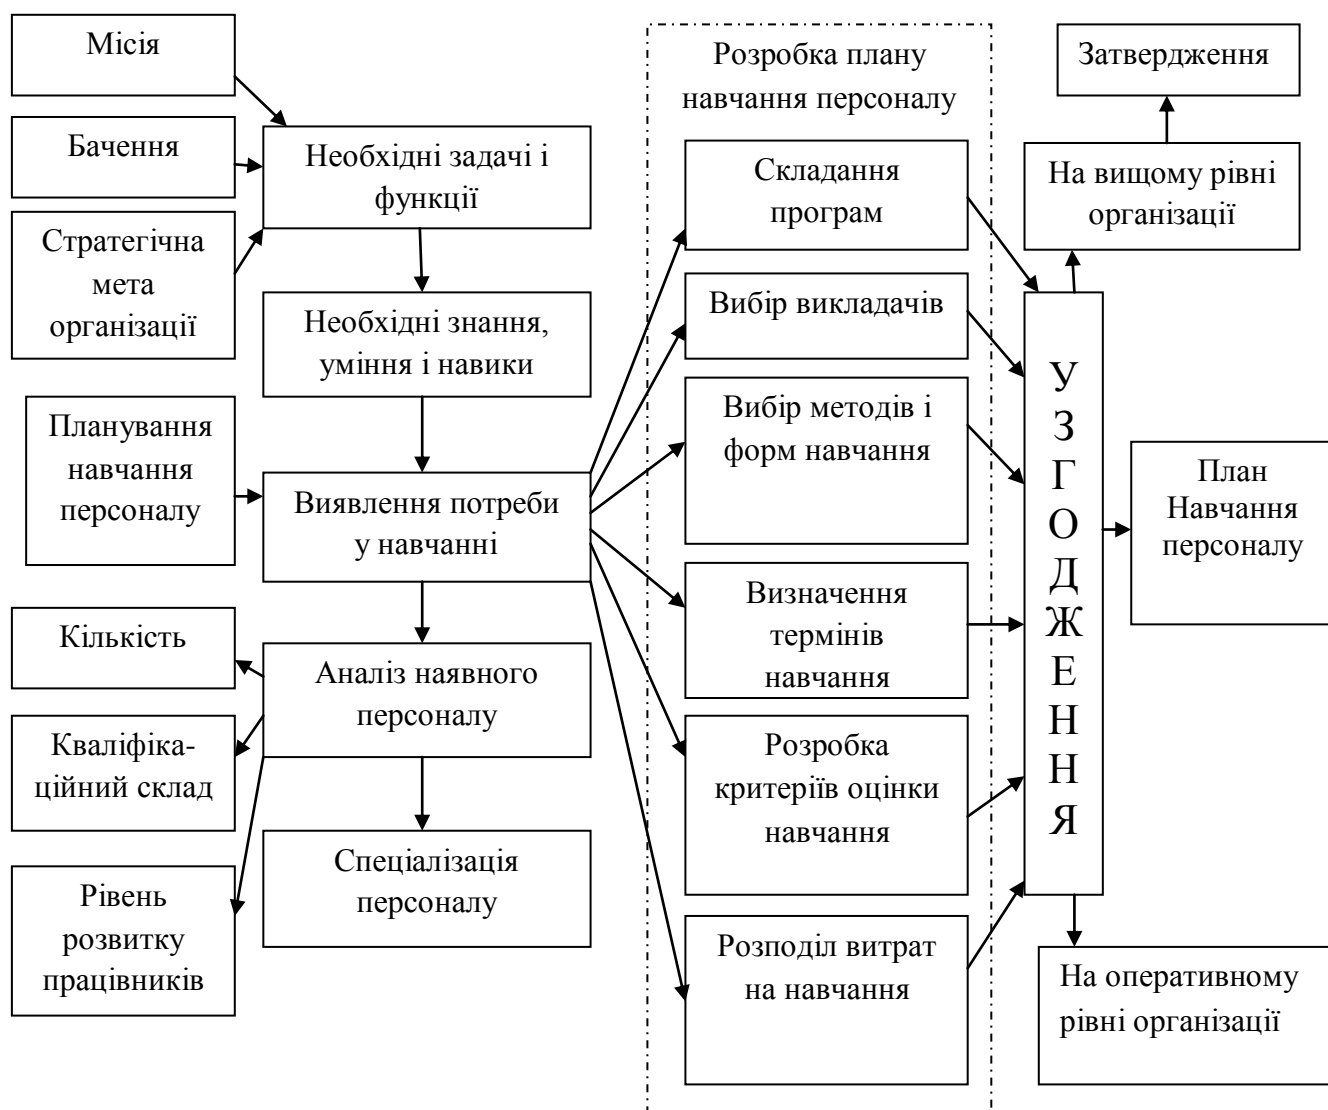 Місія
Бачення
Стратегічна
мета
організації
Планування
навчання
персоналу
Кількість
Кваліфіка-
ційний склад
Рівень
розвитку
працівників
Необхідні задачі і
функції
Необхідні знання,
уміння і навики
Виявлення потреби
у навчанні
Аналіз наявного
персоналу
Спеціалізація
персоналу
Розробка плану
навчання персоналу
Складання
програм
Вибір викладачів
Вибір методів і
форм навчання
Визначення
термінів
навчання
Розробка
критеріїв оцінки
навчання
Розподіл витрат
на навчання
Затвердження
На вищому рівні
організації
У
З
Г
О
Д
Ж
Е
Н
Н
Я
План
Навчання
персоналу
На оперативному
рівні організації